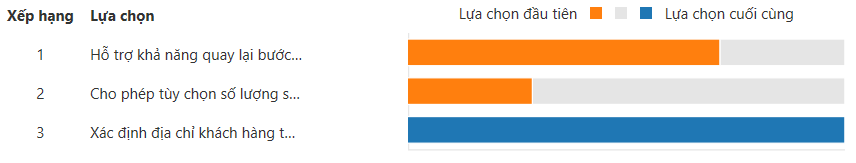 Xếp hạng Lựa chọn Lựa chọn đầu tiên Lựa chọn cuối cùng
1 Hỗ trợ khả năng quay lại bước...
2 Cho phép tùy chọn số lượng s...
3 Xác định địa chỉ khách hàng t...